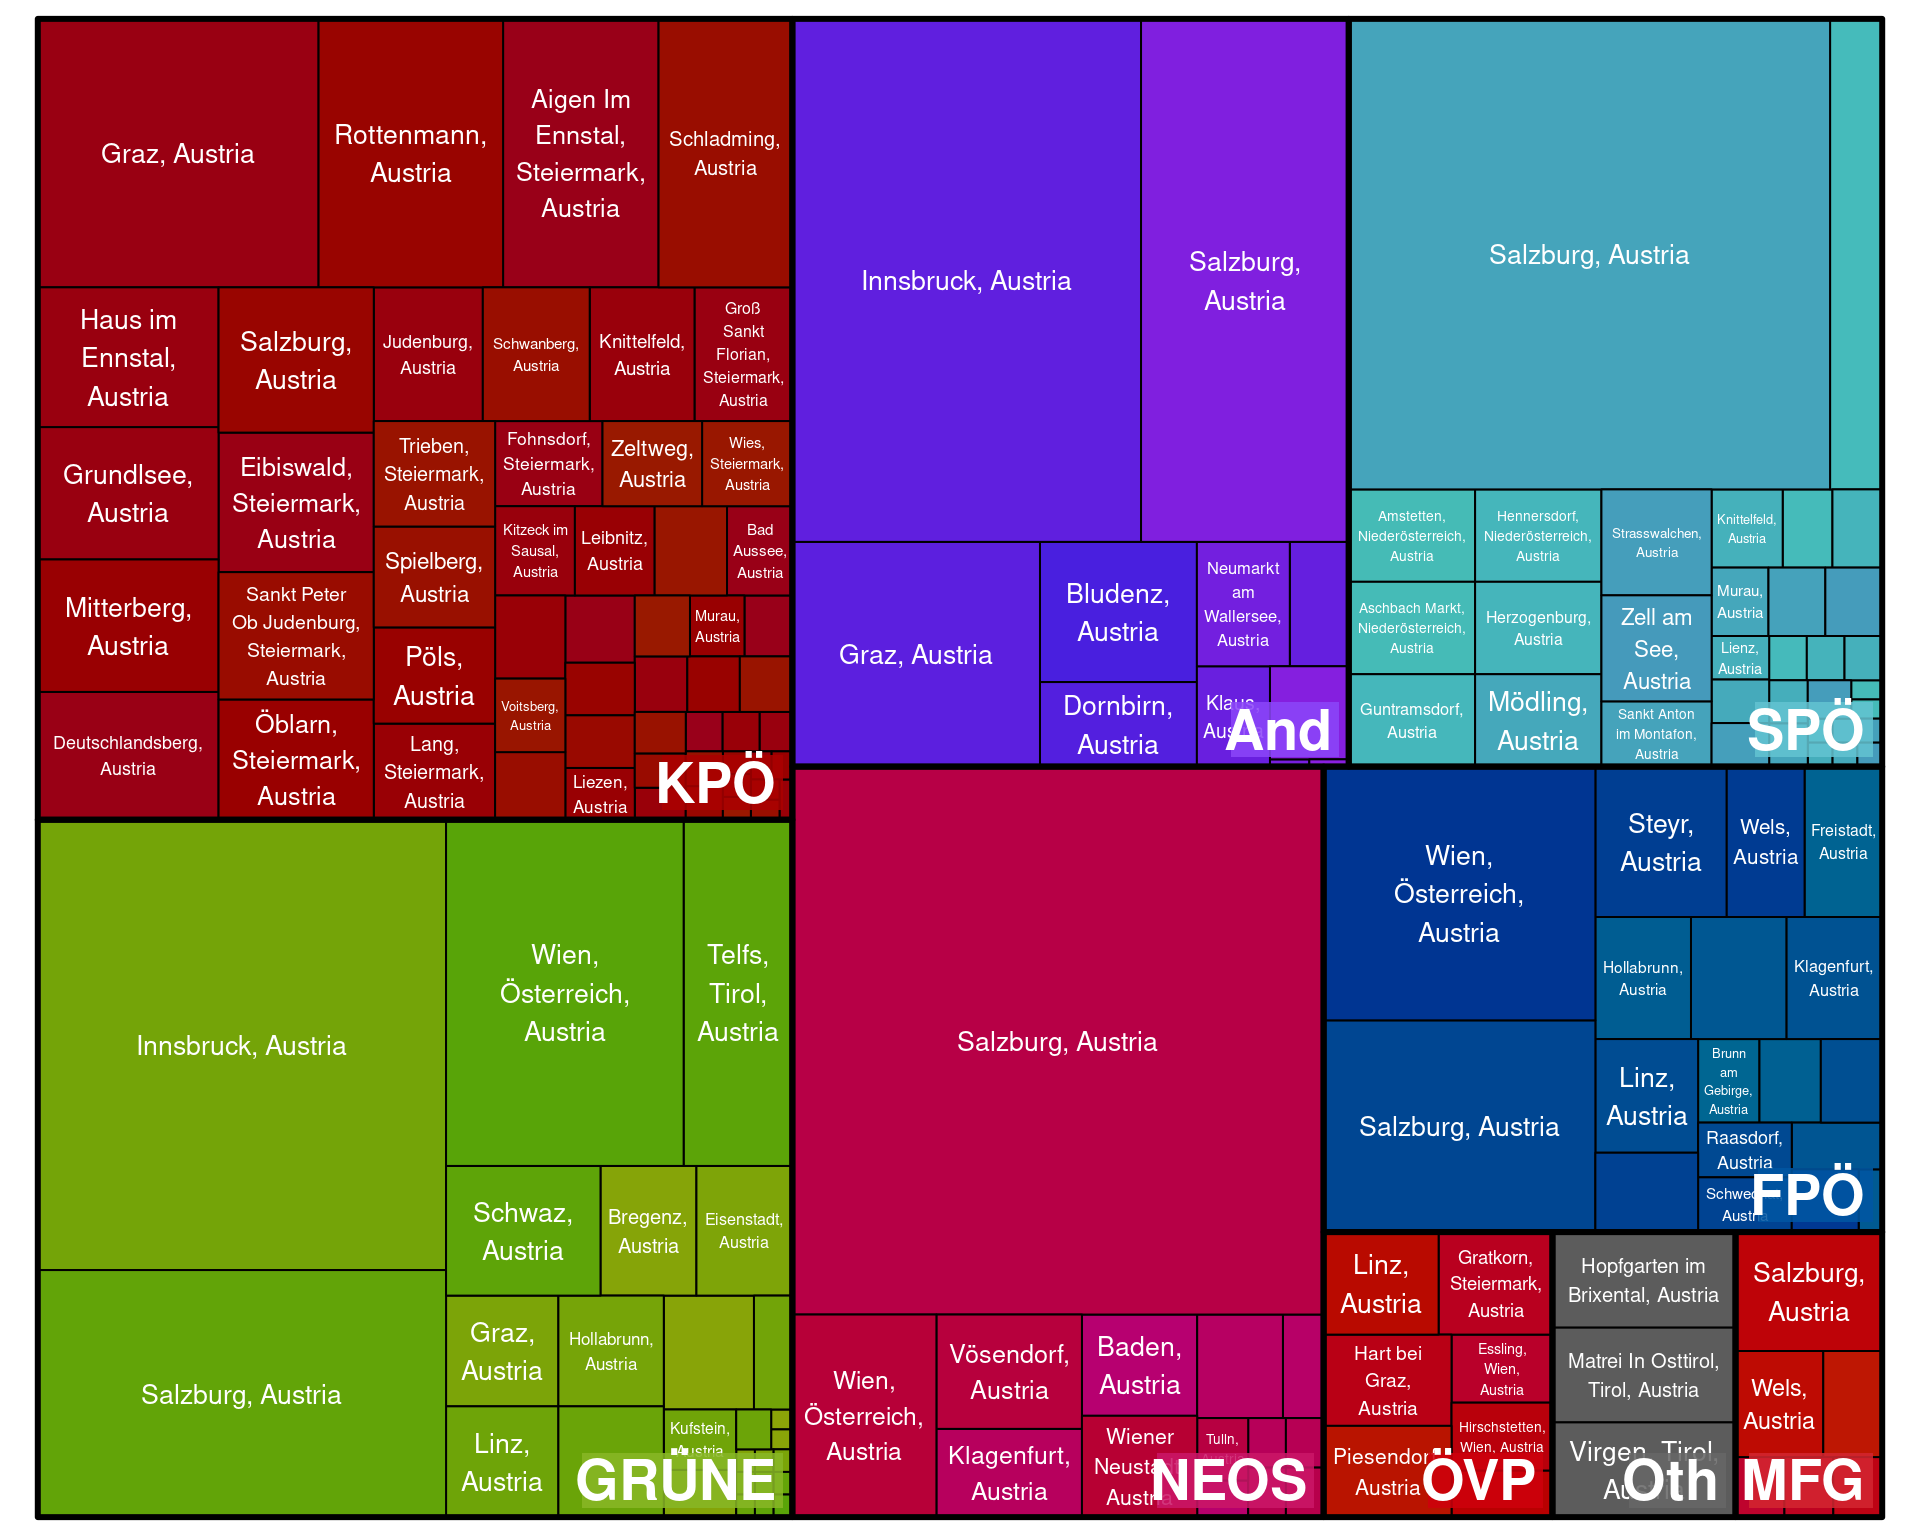 Graz, Austria
Rottenmann,
Austria
Aigen Im
Ennstal,
Steiermark,
Austria
Schladming,
Austria
Haus im
Ennstal,
Austria
Salzburg,
Austria
Judenburg,
Austria
Schwanberg,
Austria
Knittelfeld,
Austria
Groß
Sankt
Florian,
Steiermark,
Austria
Grundlsee,
Austria
Eibiswald,
Steiermark,
Austria
Trieben,
Steiermark,
Austria
Fohnsdorf,
Steiermark,
Austria
Zeltweg,
Austria
Wies,
Steiermark,
Austria
Kitzeck im
Sausal,
Austria
Leibnitz,
Austria
Bad
Aussee,
Austria
Spielberg,
Austria
Mitterberg,
Austria
Sankt Peter
Ob Judenburg,
Steiermark,
Austria
Murau,
Austria
Pöls,
Austria
Voitsberg,
Austria
Deutschlandsberg,
Austria
Öblarn,
Steiermark,
Austria
Lang,
Steiermark,
Austria
Liezen,
Austria
KPÖ
Innsbruck, Austria
Salzburg,
Austria
Graz, Austria
Bludenz,
Austria
Dornbirn,
Austria
Neumarkt
am
Wallersee,
Austria
Klaus,
And
Salzburg, Austria
Amstetten,
Niederösterreich,
Austria
Hennersdorf,
Niederösterreich,
Austria
Strasswalchen,
Austria
Knittelfeld,
Austria
Aschbach Markt,
Niederösterreich,
Austria
Herzogenburg,
Austria
Zell am
See,
Austria
Murau,
Austria
Lienz,
Austria
Guntramsdorf,
Austria
Mödling,
Austria
Sankt Anton
im Montafon,
Austria
SPÖ
Innsbruck, Austria
Wien,
Österreich,
Austria
Telfs,
Tirol,
Austria
Schwaz,
Austria
Bregenz,
Austria
Eisenstadt,
Austria
Salzburg, Austria
Graz,
Austria
Hollabrunn,
Austria
Linz,
Austria
Kufstein,
Austria
GRÜNE
Salzburg, Austria
Wien,
Österreich,
Austria
Vösendorf,
Austria
Baden,
Austria
Klagenfurt,
Austria
Wiener
Austria
Tulln,
NEOS
Wien,
Österreich,
Austria
Steyr,
Austria
Wels,
Austria
Freistadt,
Austria
Hollabrunn,
Austria
Klagenfurt,
Austria
Salzburg, Austria
Linz,
Austria
Brunn
am
Gebirge,
Austria
Raasdorf,
Austria
Austria
FPÖ
Linz,
Austria
Gratkorn,
Steiermark,
Austria
Hart bei
Graz,
Austria
Essling,
Wien,
Austria
Hirschstetten,
Wien, Austria
Austria
ÖVP
Hopfgarten im
Brixental, Austria
Matrei In Osttirol,
Tirol, Austria
Virgen, Tirol,
Oth
Salzburg,
Austria
Wels,
Austria
MFG